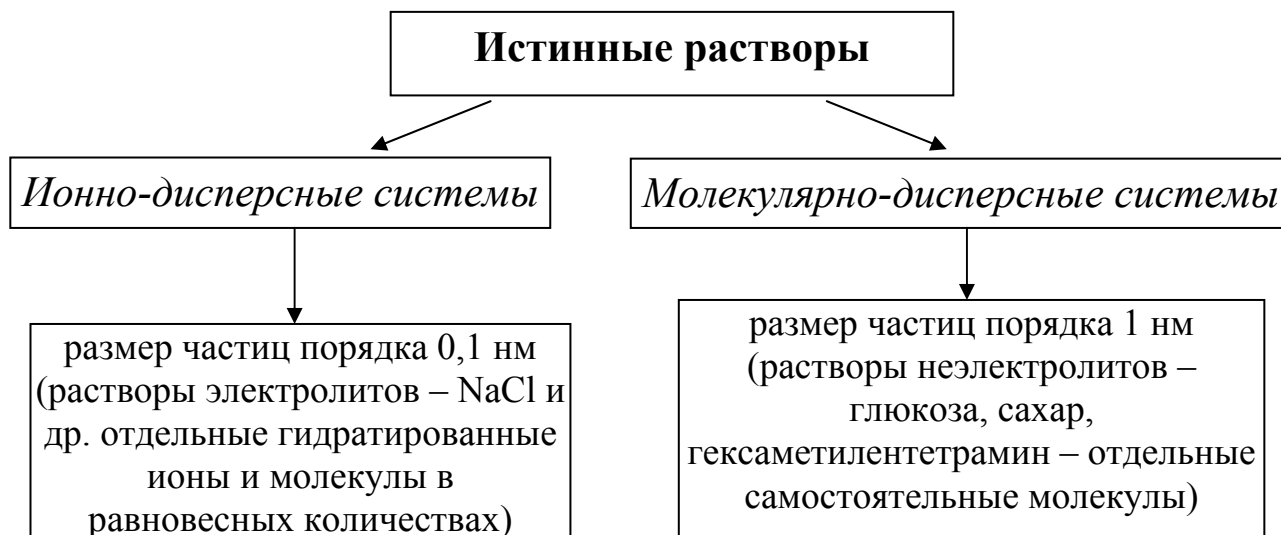 Истинные растворы
Ионно-дисперсные системы
Молекулярно-дисперсные системы
размер частиц порядка 0,1 нм
(растворы электролитов – NaCl и
др. отдельные гидратированные
ионы и молекулы в
равновесных количествах)
размер частиц порядка 1 нм
(растворы неэлектролитов –
глюкоза, сахар,
гексаметилентетрамин – отдельные
самостоятельные молекулы)